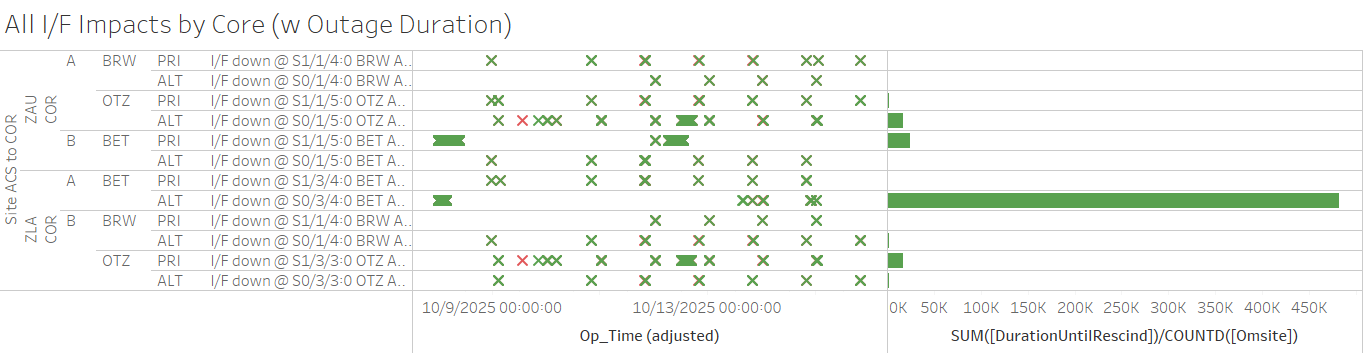 All I/F Impacts by Core (w Outage Duration)
Site ACS to COR
ZAU COR
A BRW PRI I/F down @ S1/1/4:0 BRW A..
ALT I/F down @ S0/1/4:0 BRW A..
OTZ PRI I/F down @ S1/1/5:0 OTZ A..
ALT I/F down @ S0/1/5:0 OTZ A..
B BET PRI I/F down @ S1/1/5:0 BET A..
ALT I/F down @ S0/1/5:0 BET A..
ZLA COR
A BET PRI I/F down @ S1/3/4:0 BET A..
ALT I/F down @ S0/3/4:0 BET A..
B BRW PRI I/F down @ S1/1/4:0 BRW A..
ALT I/F down @ S0/1/4:0 BRW A..
OTZ PRI I/F down @ S1/3/3:0 OTZ A..
ALT I/F down @ S0/3/3:0 OTZ A..
10/9/2025 00:00:00 10/13/2025 00:00:00 0K 50K 100K 150K 200K 250K 300K 350K 400K 450K
Op_Time (adjusted) SUM([DurationUntilRescind])/COUNTD([Omsite])